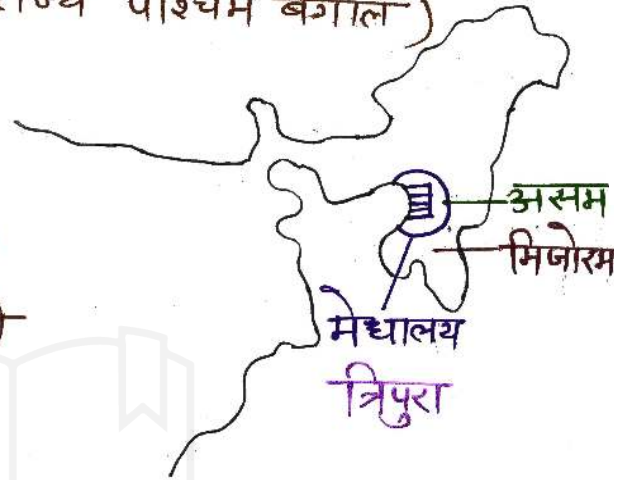 राज्य पश्चिम बंगाल)
असम
मिजोरम
मेघालय
त्रिपुरा